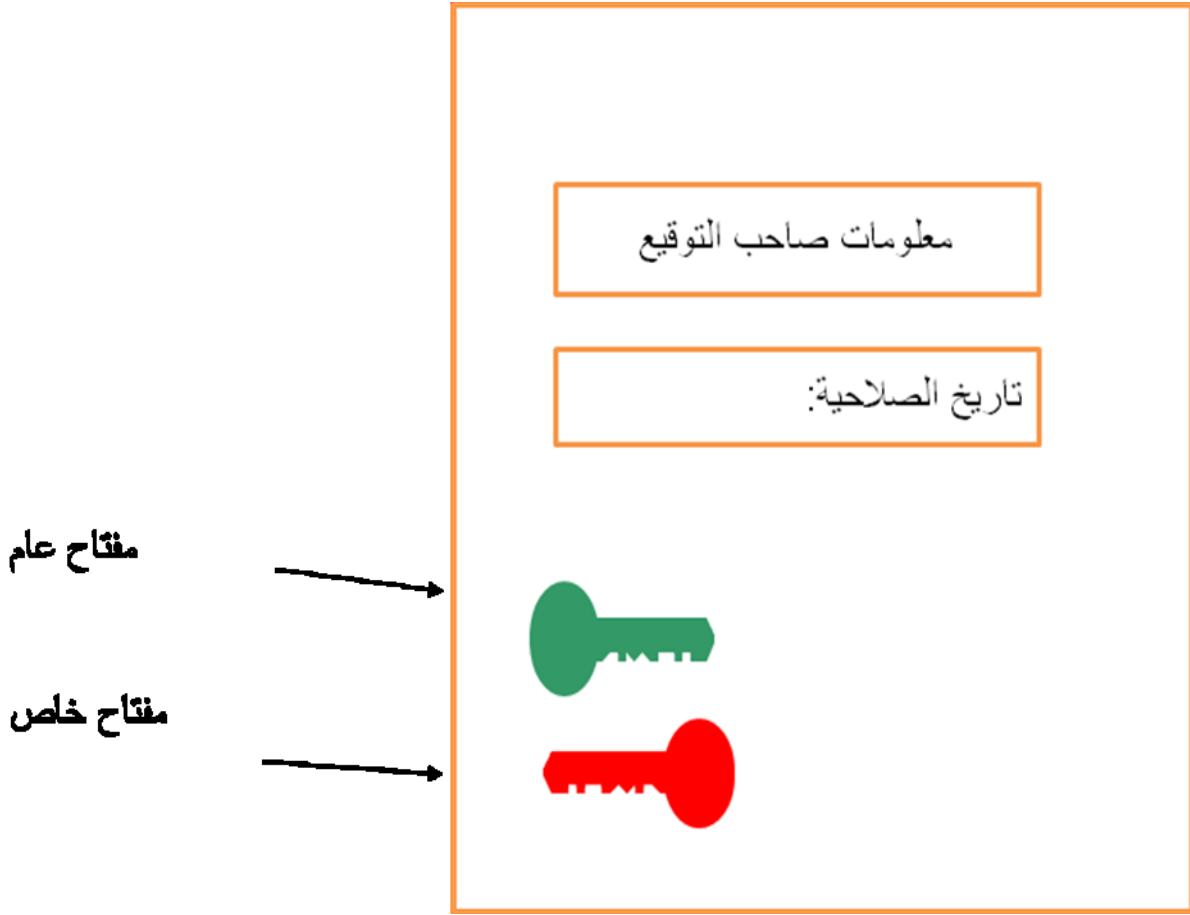 معلومات صاحب التوقيع
تاريخ الصلاحية:
مفتاح عام
مفتاح خاص